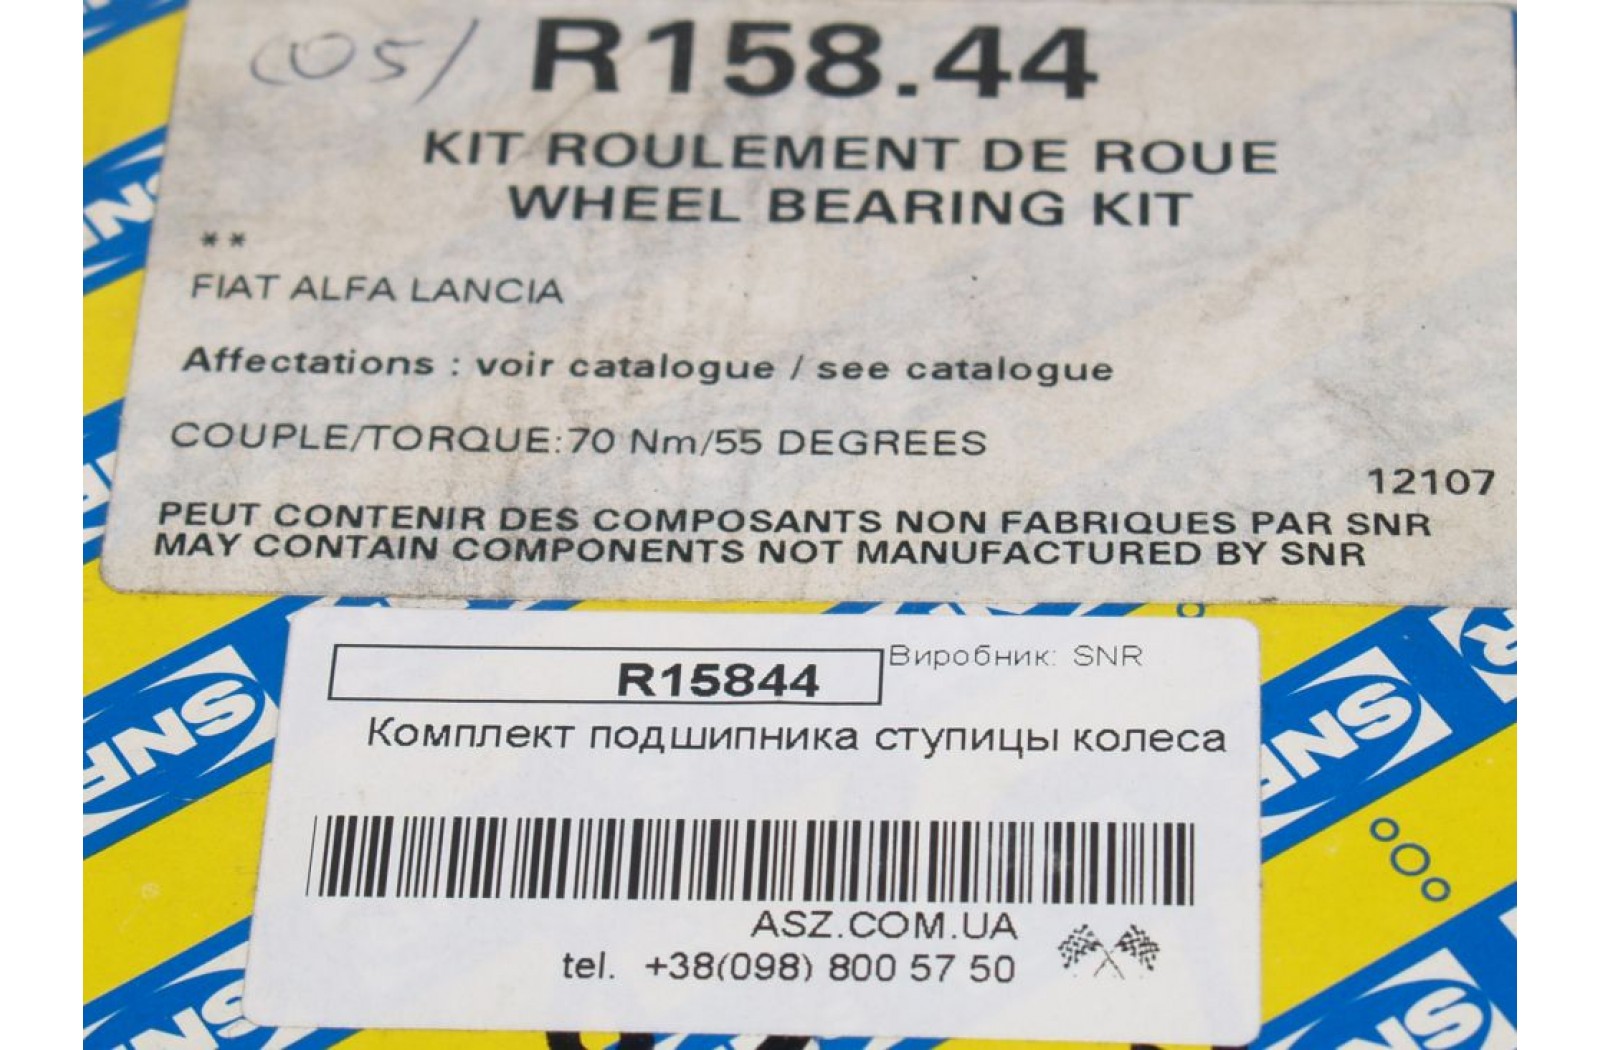 (05/
R158.44
KIT ROULEMENT DE ROUE
WHEEL BEARING KIT
**
FIAT ALFA LANCIA
Affectations : voir catalogue / see catalogue
COUPLE/TORQUE:70 Nm/55 DEGREES
12107
PEUT CONTENIR DES COMPOSANTS NON FABRIQUES PAR SNR
MAY CONTAIN COMPONENTS NOT MANUFACTURED BY SNR
R15844
Виробник: SNR
Комплект подшипника ступицы колеса
ASZ.COM.UA
tel. +38(098) 800 57 50
SNR
SNR
SNR
SNR